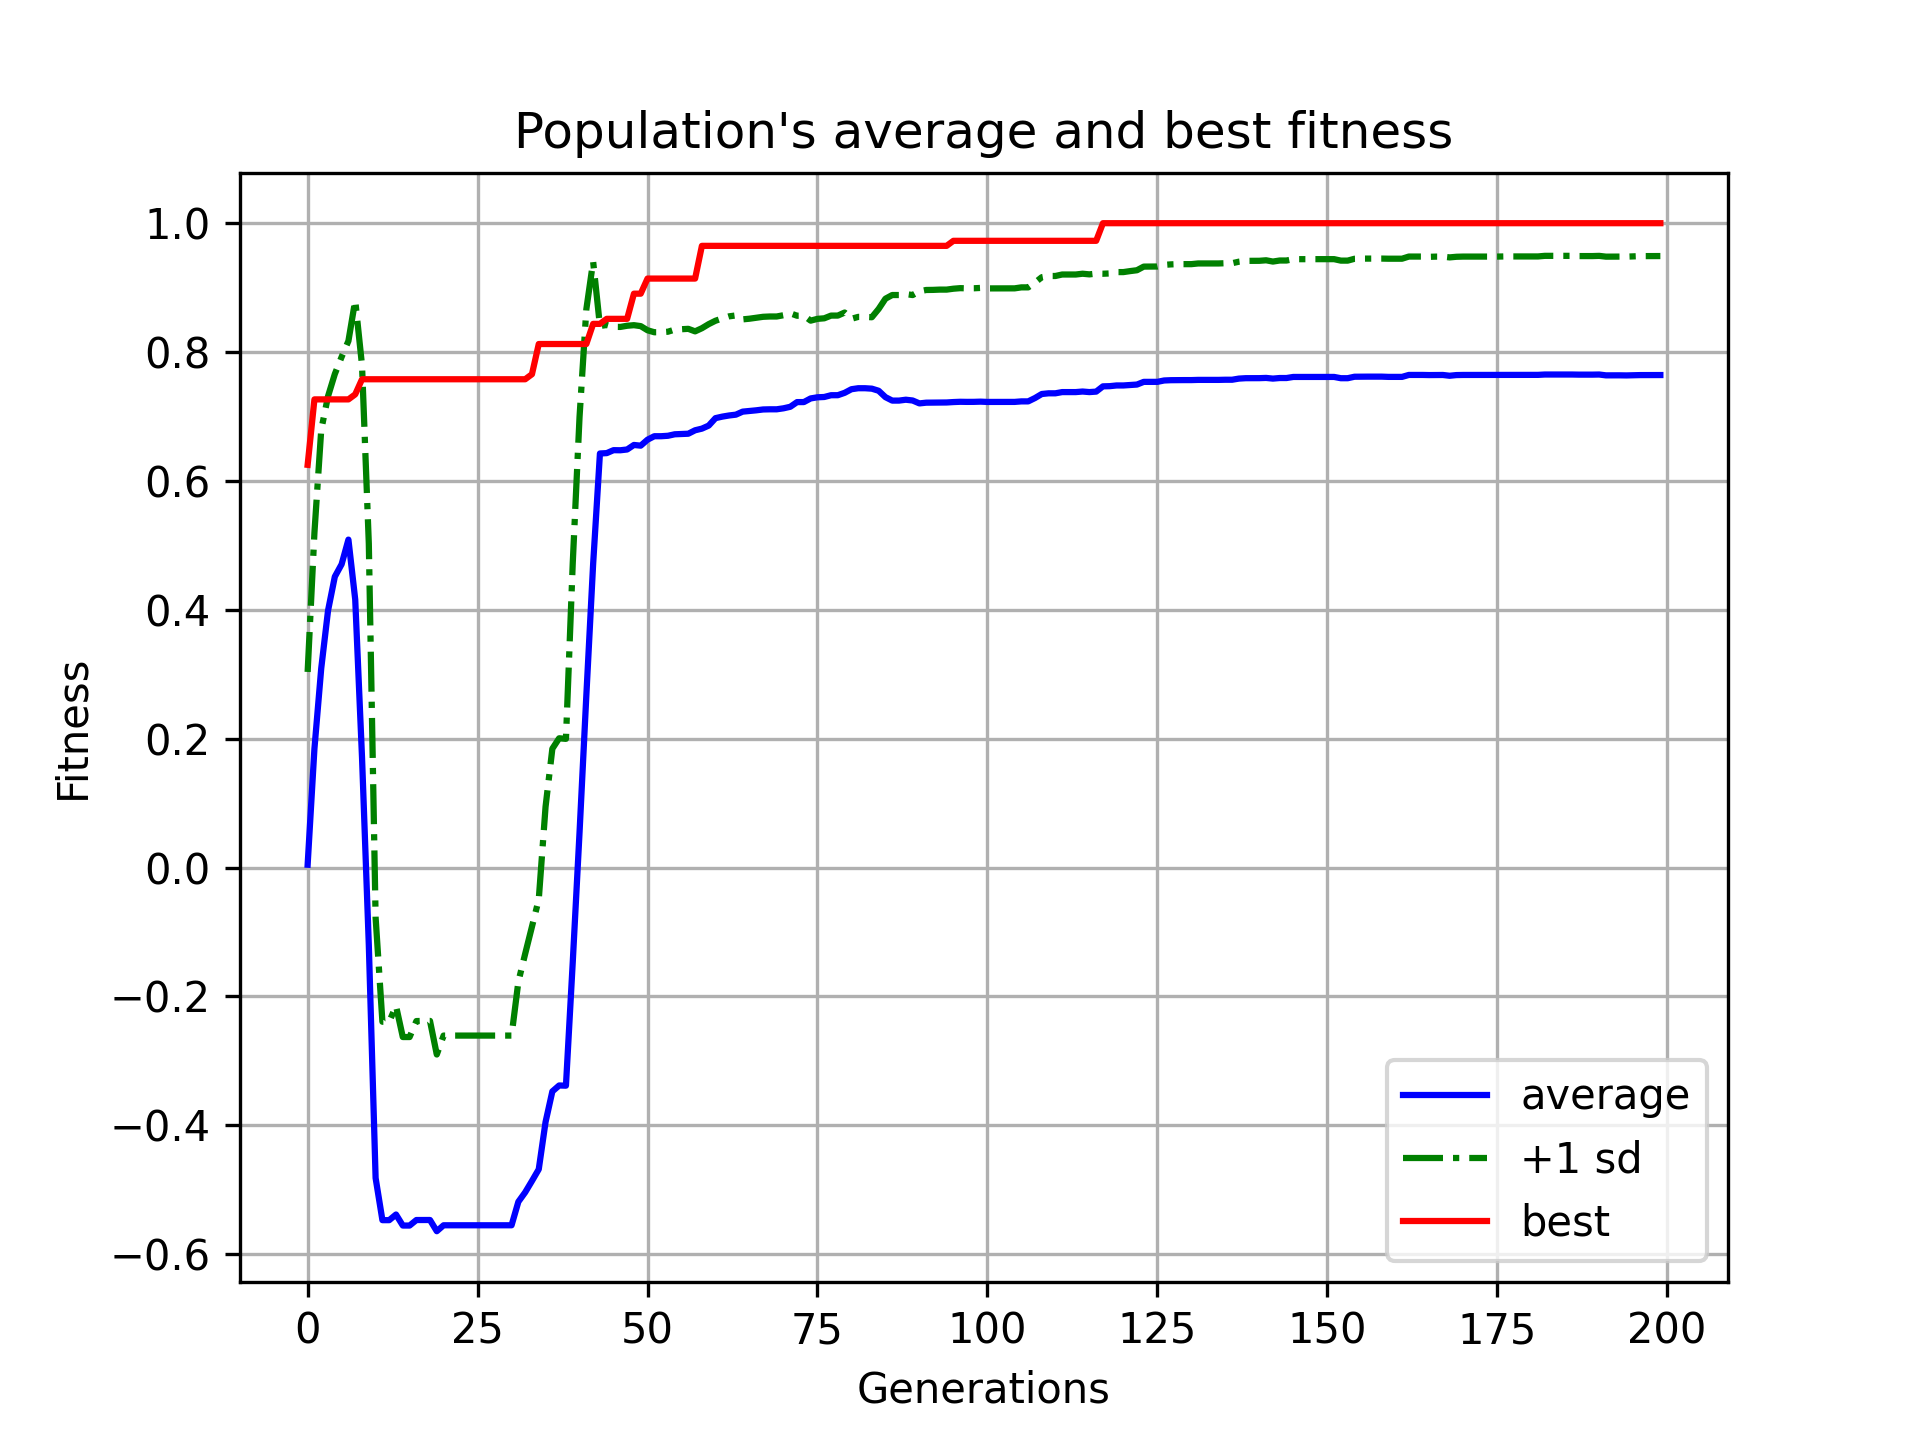 Population's average and best fitness
1.0
0.8
0.6
0.4
0.2
0.0
−0.2
−0.4
−0.6
Fitness
0 25 50 75 100 125 150 175 200
Generations
average
+1 sd
best